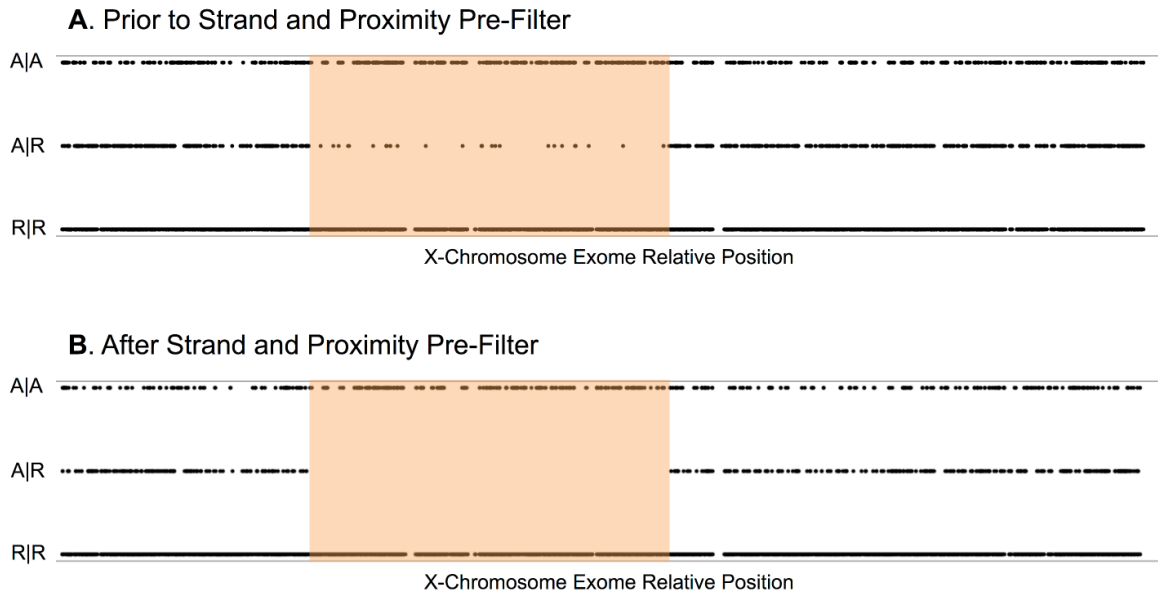 A. Prior to Strand and Proximity Pre-Filter
A|A
A|R
R|R
X-Chromosome Exome Relative Position
B. After Strand and Proximity Pre-Filter
A|A
A|R
R|R
X-Chromosome Exome Relative Position